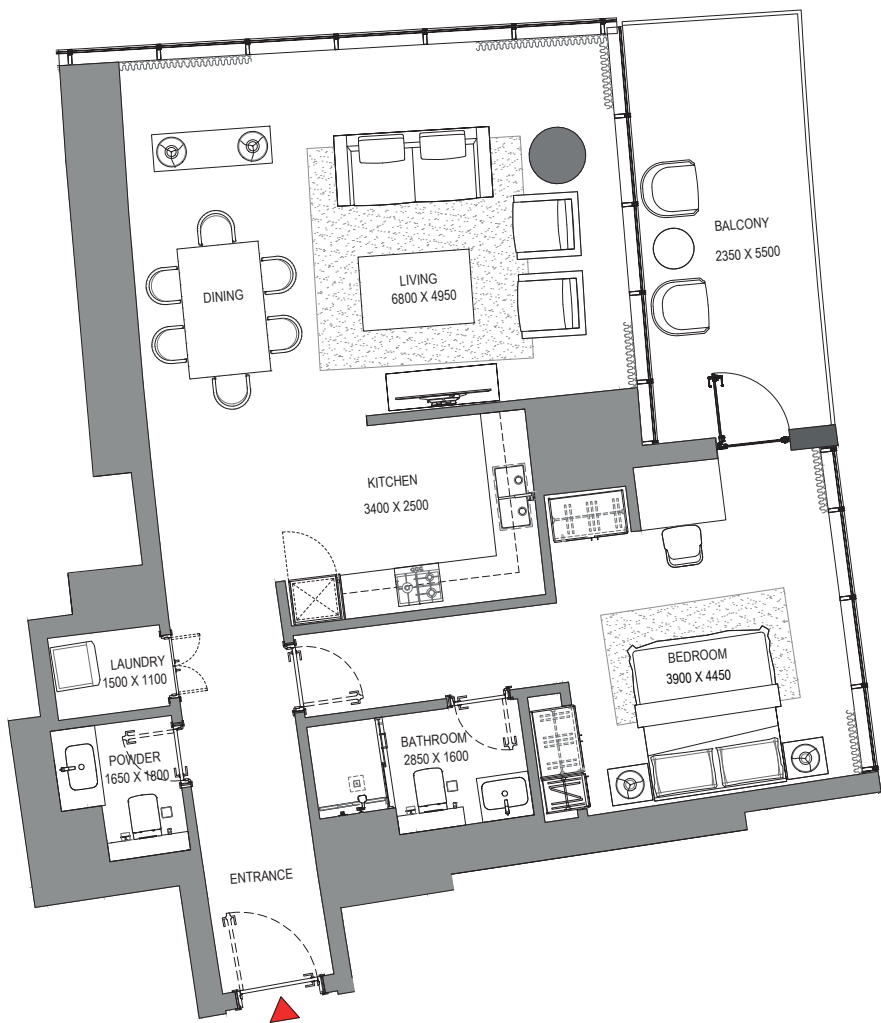 BALCONY
2350 X 5500
LIVING
6800 X 4950
DINING
KITCHEN
3400 X 2500
LAUNDRY
1500 X 1100
BEDROOM
3900 X 4450
BATHROOM
2850 X 1600
POWDER
1650 X 1800
ENTRANCE